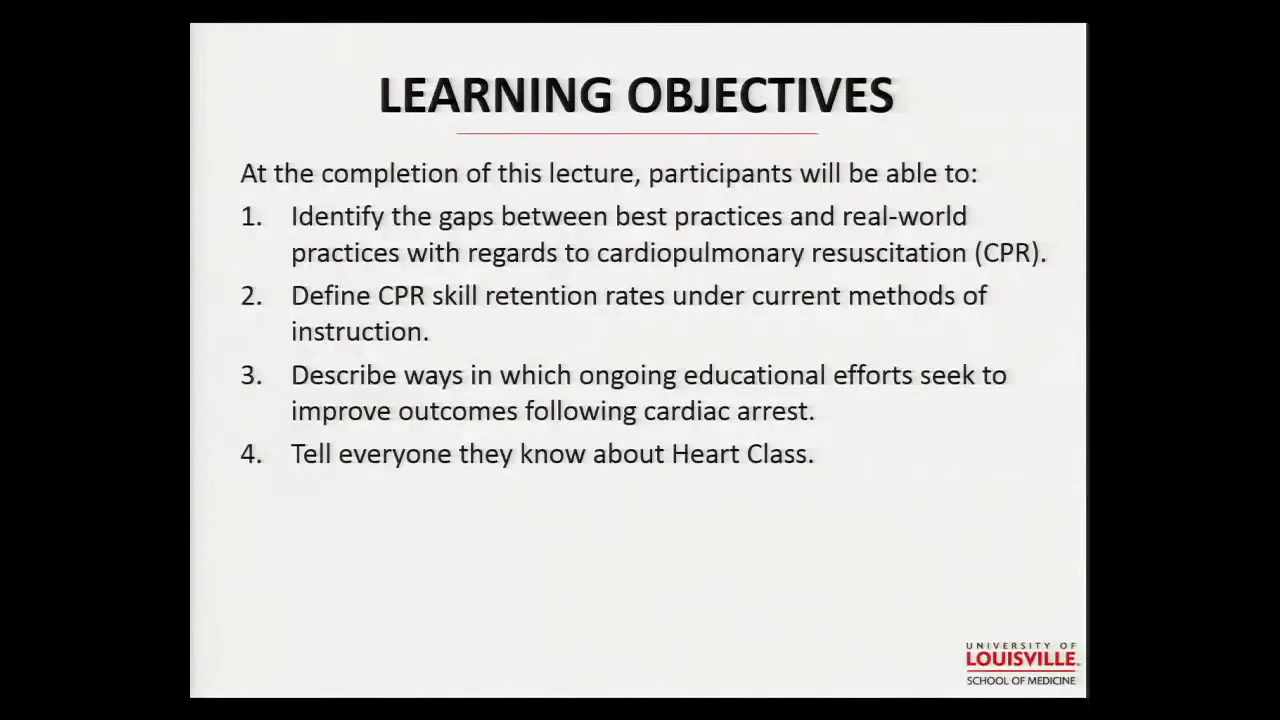 LEARNING OBJECTIVES
At the completion of this lecture, participants will be able to:
1. Identify the gaps between best practices and real-world
practices with regards to cardiopulmonary resuscitation (CPR).
2. Define CPR skill retention rates under current methods of
instruction.
3. Describe ways in which ongoing educational efforts seek to
improve outcomes following cardiac arrest.
4. Tell everyone they know about Heart Class.
UNIVERSITY OF
LOUISVILLE
SCHOOL OF MEDICINE